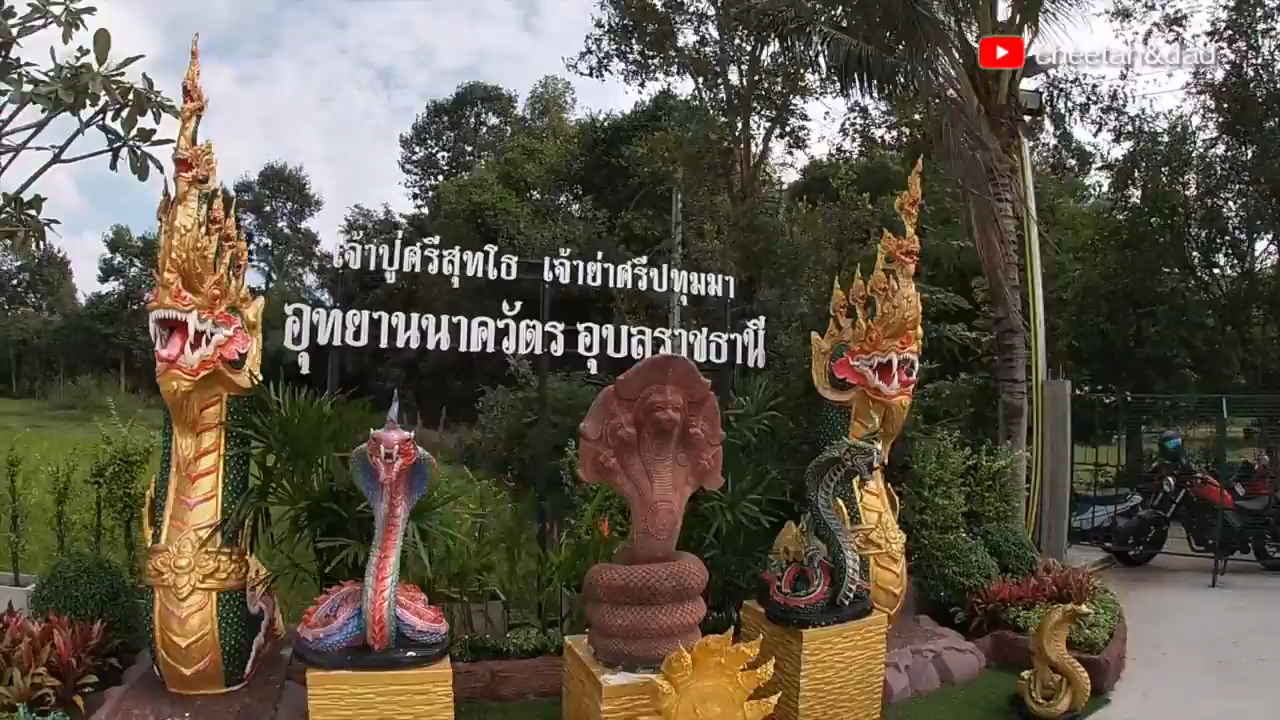 cheetah&dad
เจ้าปู่ศรีสุทโธ เจ้าย่าศรีปทุมมา
อุทยานนาควัตร อุบลราชธานี